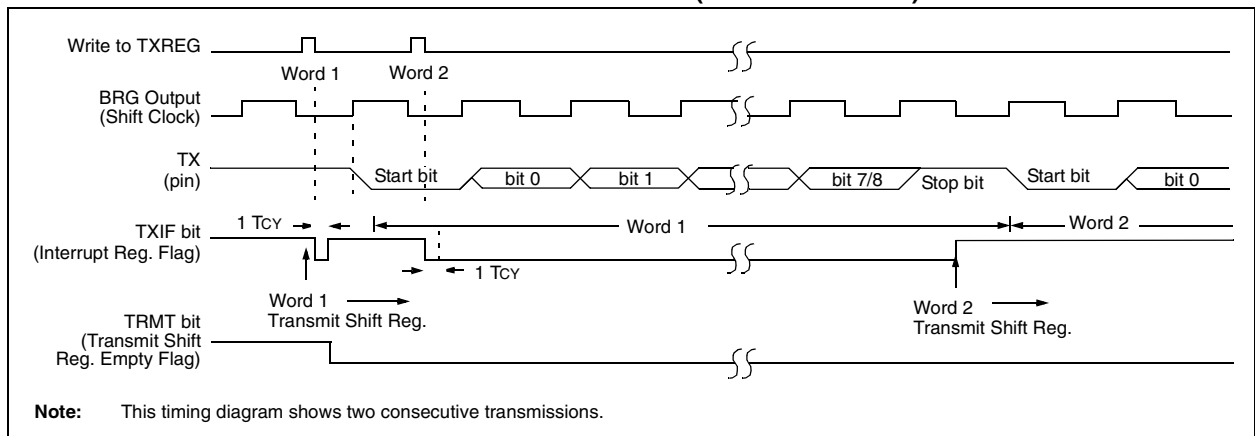 Write to TXREG
Word 1
Word 2
BRG Output
(Shift Clock)
TX
(pin)
Start bit
bit 0
bit 1
bit 7/8
Stop bit
Start bit
bit 0
1 TCY
TXIF bit
(Interrupt Reg. Flag)
Word 1
Word 2
1 TCY
Word 1
Transmit Shift Reg.
Word 2
Transmit Shift Reg.
TRMT bit
(Transmit Shift
Reg. Empty Flag)
Note: This timing diagram shows two consecutive transmissions.